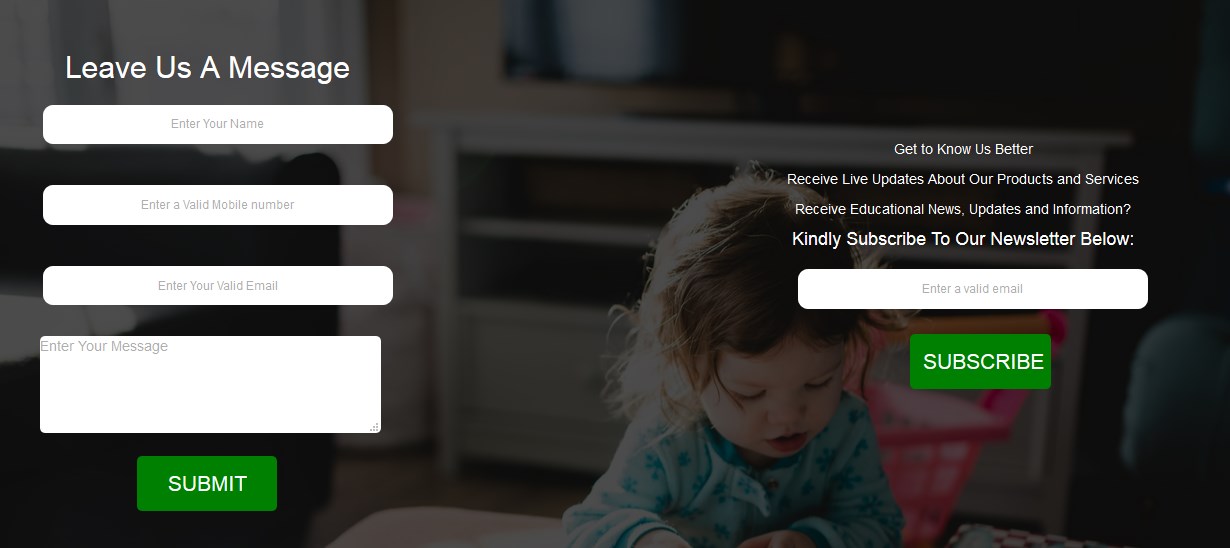 Leave Us A Message
Enter Your Name
Enter a Valid Mobile number
Enter Your Valid Email
Enter Your Message
SUBMIT
Get to Know Us Better
Receive Live Updates About Our Products and Services
Receive Educational News, Updates and Information?
Kindly Subscribe To Our Newsletter Below:
Enter a valid email
SUBSCRIBE